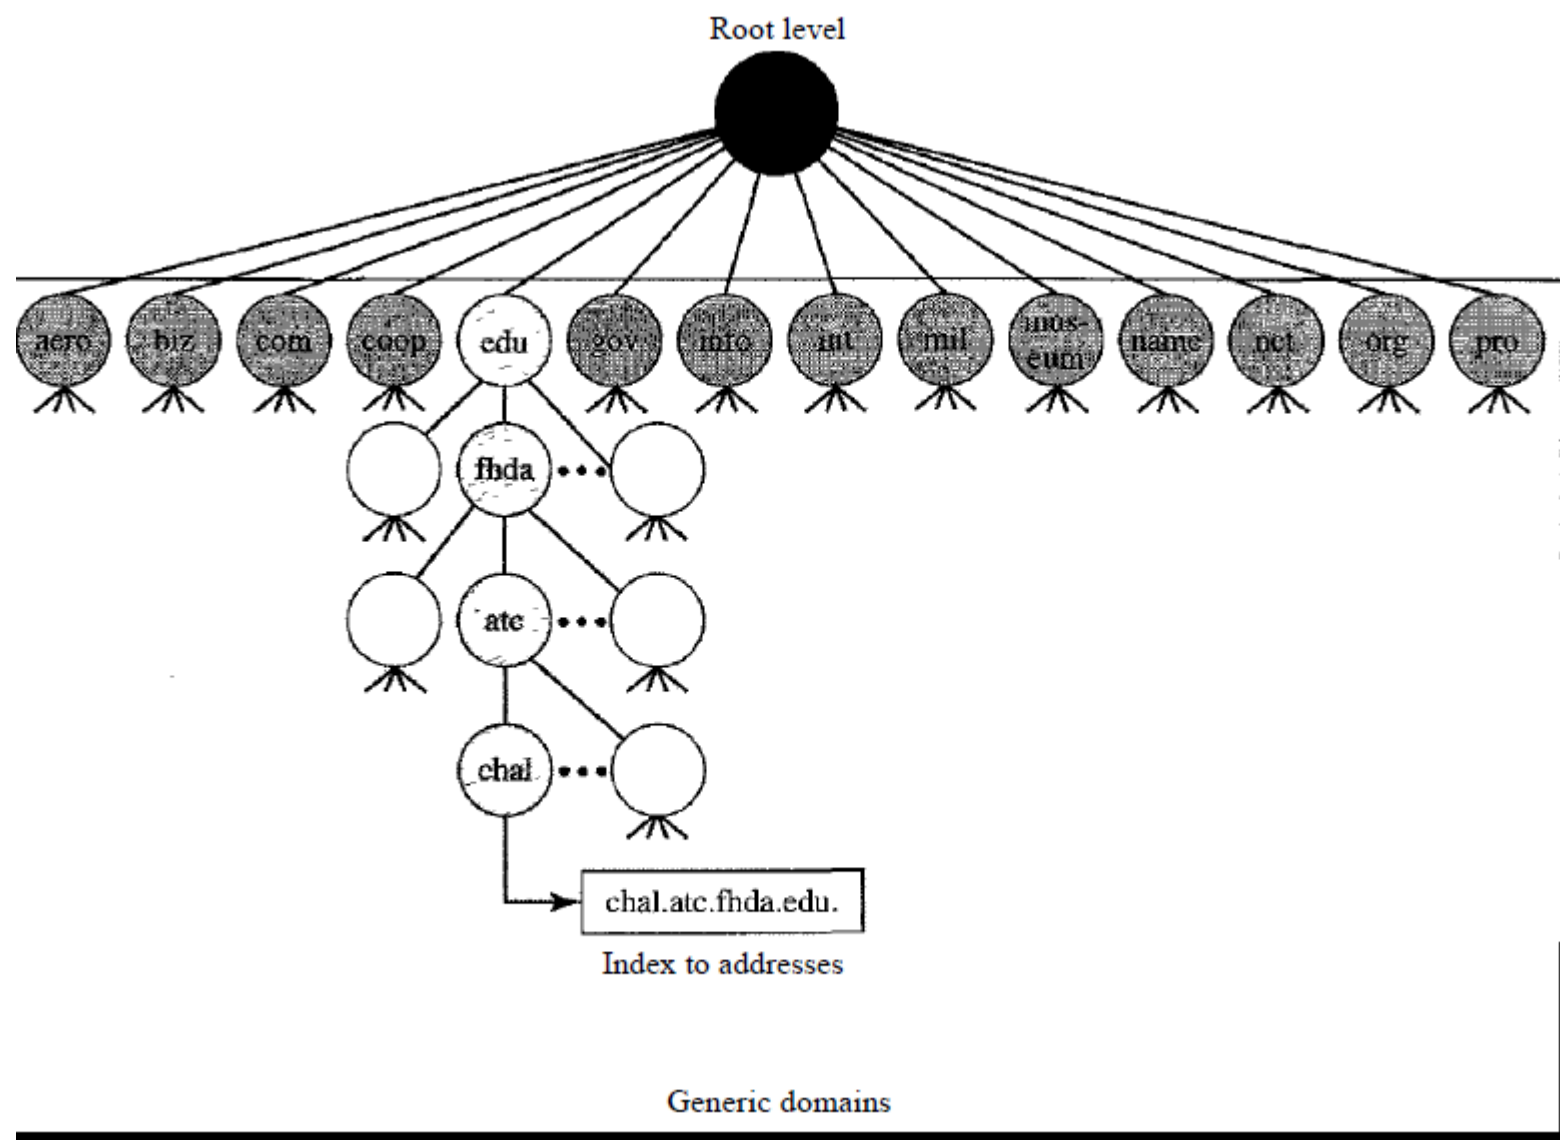 Root level
aero biz com coop edu gov info int mil mus-
eum name net org pro
fhda
atc
chal
chal.atc.fhda.edu.
Index to addresses
Generic domains